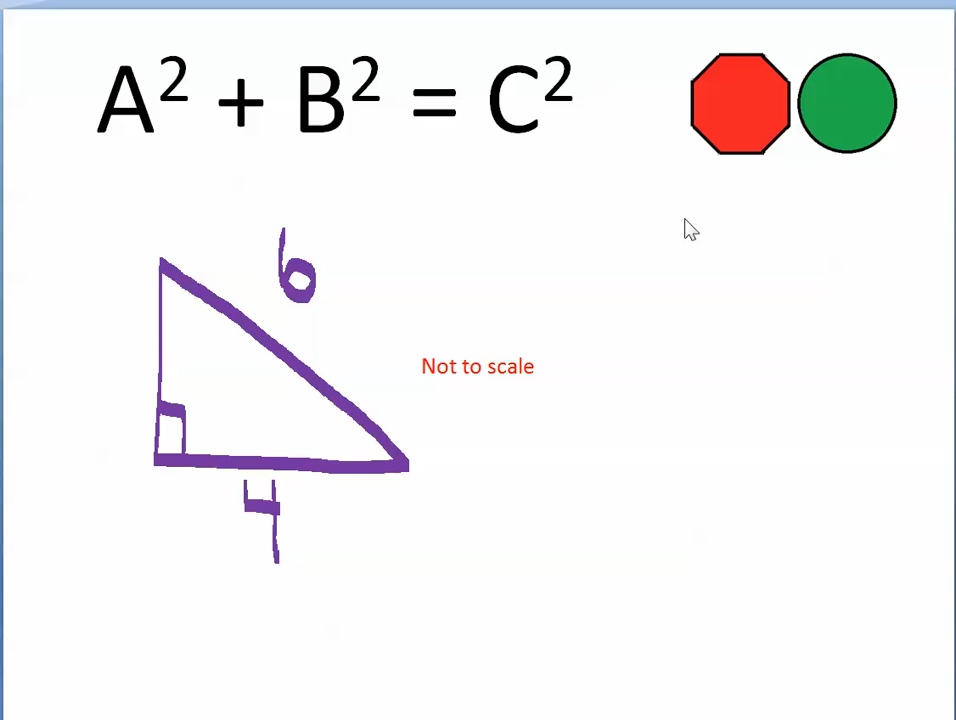 A² + B² = C²
6
Not to scale
4